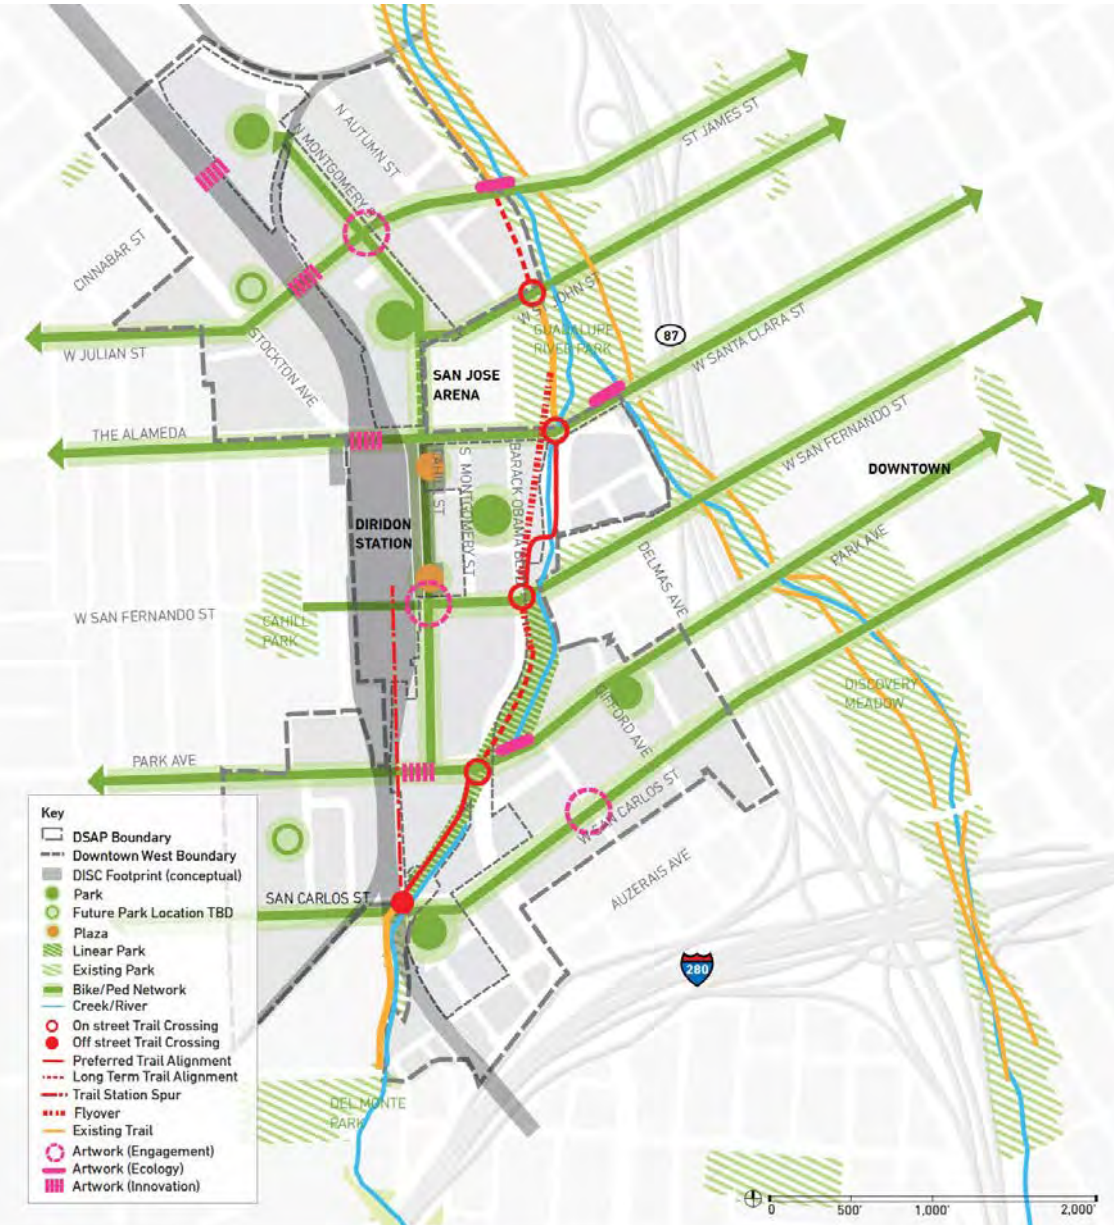 N AUTUMN ST
N MONTGOMERY
ST JAMES ST
CINNABAR ST
W
JOHN ST
GUADALUPE
RIVER PARK
87
W SANTA CLARA ST
W JULIAN ST
STOCKTON AVE
SAN JOSE
ARENA
THE ALAMEDA
W SAN FERNANDO ST
DOWNTOWN
CAHILL ST
S MONTGOMERY ST
BARACK OBAMA BLVD
DIRIDON
STATION
PARK AVE
DELMAS AVE
W SAN FERNANDO ST
CAHILL
PARK
DISCOVERY
MEADOW
GIFFORD AVE
PARK AVE
W SAN CARLOS ST
AUZERAIS AVE
SAN CARLOS ST
280
DEL MONTE
PARK
Key
DSAP Boundary
Downtown West Boundary
DISC Footprint (conceptual)
Park
Future Park Location TBD
Plaza
Linear Park
Existing Park
Bike/Ped Network
Creek/River
On street Trail Crossing
Off street Trail Crossing
Preferred Trail Alignment
Long Term Trail Alignment
Trail Station Spur
Flyover
Existing Trail
Artwork (Engagement)
Artwork (Ecology)
Artwork (Innovation)
0 500' 1,000' 2,000'